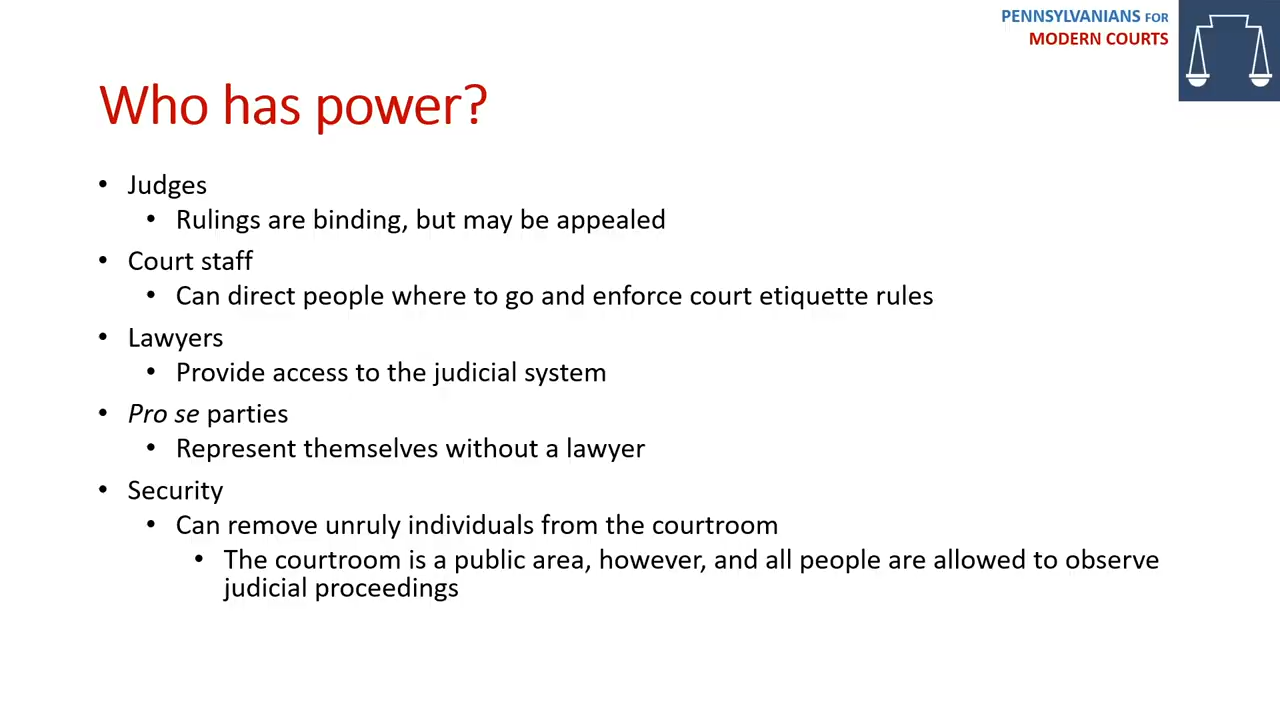 PENNSYLVANIANS FOR
MODERN COURTS
Who has power?
• Judges
• Rulings are binding, but may be appealed
• Court staff
• Can direct people where to go and enforce court etiquette rules
• Lawyers
• Provide access to the judicial system
• Pro se parties
• Represent themselves without a lawyer
• Security
• Can remove unruly individuals from the courtroom
• The courtroom is a public area, however, and all people are allowed to observe
judicial proceedings